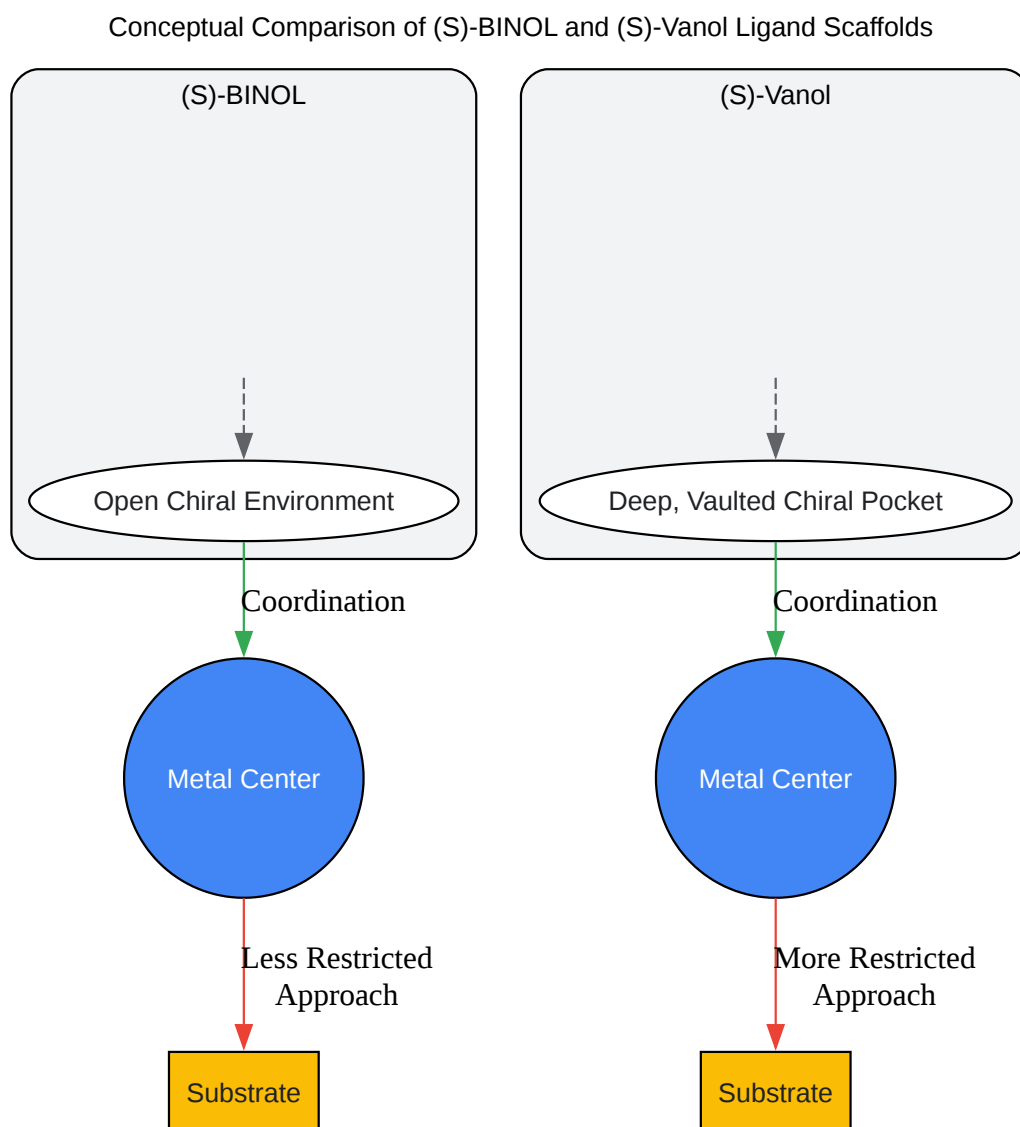 Conceptual Comparison of (S)-BINOL and (S)-Vanol Ligand Scaffolds
(S)-BINOL
Open Chiral Environment
Coordination
Metal Center
Less Restricted
Approach
Substrate
(S)-Vanol
Deep, Vaulted Chiral Pocket
Coordination
Metal Center
More Restricted
Approach
Substrate